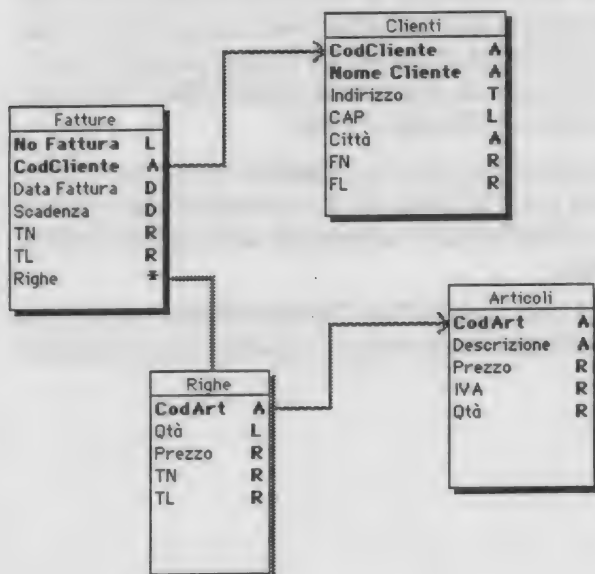 Clienti
CodCliente A
Nome Cliente A
Indirizzo T
CAP L
Città A
FN R
FL R
Fatture
No Fattura L
CodCliente A
Data Fattura D
Scadenza D
TN R
TL R
Righe *
Articoli
CodArt A
Descrizione A
Prezzo R
IVA R
Qtà R
Righe
CodArt A
Qtà L
Prezzo R
TN R
TL R